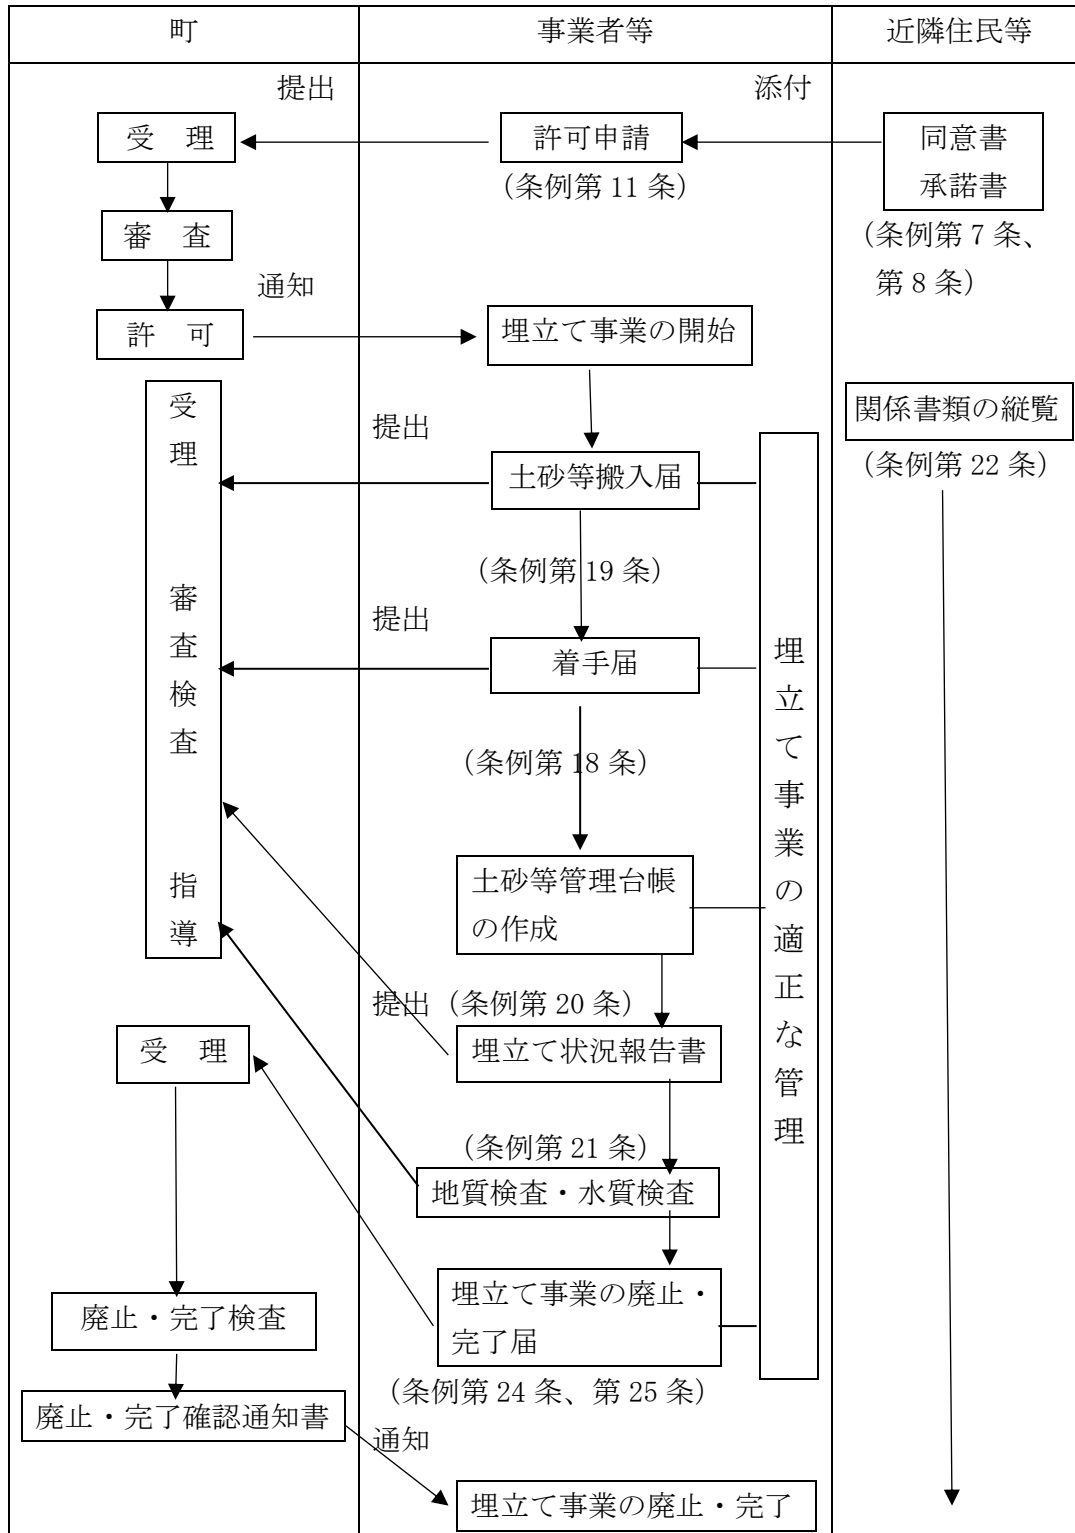 町
事業者等
近隣住民等
提出
添付
受　理
許可申請
同意書
承諾書
（条例第 11 条）
（条例第 7 条、
第 8 条）
審　査
通知
許　可
埋立て事業の開始
関係書類の縦覧
（条例第 22 条）
受理　審査検査　指導
提出
土砂等搬入届
（条例第 19 条）
提出
着手届
（条例第 18 条）
埋立て事業の適正な管理
土砂等管理台帳
の作成
提出
（条例第 20 条）
受　理
埋立て状況報告書
（条例第 21 条）
地質検査・水質検査
埋立て事業の廃止・
完了届
廃止・完了検査
（条例第 24 条、第 25 条）
廃止・完了確認通知書
通知
埋立て事業の廃止・完了